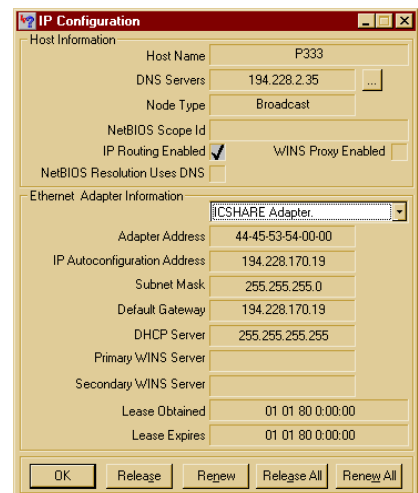 IP Configuration
Host Information
Host Name P333
DNS Servers 194.228.2.35 ...
Node Type Broadcast
NetBIOS Scope Id
IP Routing Enabled WINS Proxy Enabled
NetBIOS Resolution Uses DNS
Ethernet Adapter Information
ICSHARE Adapter.
Adapter Address 44-45-53-54-00-00
IP Autoconfiguration Address 194.228.170.19
Subnet Mask 255.255.255.0
Default Gateway 194.228.170.19
DHCP Server 255.255.255.255
Primary WINS Server
Secondary WINS Server
Lease Obtained 01 01 80 0:00:00
Lease Expires 01 01 80 0:00:00
OK Release Renew Release All Renew All